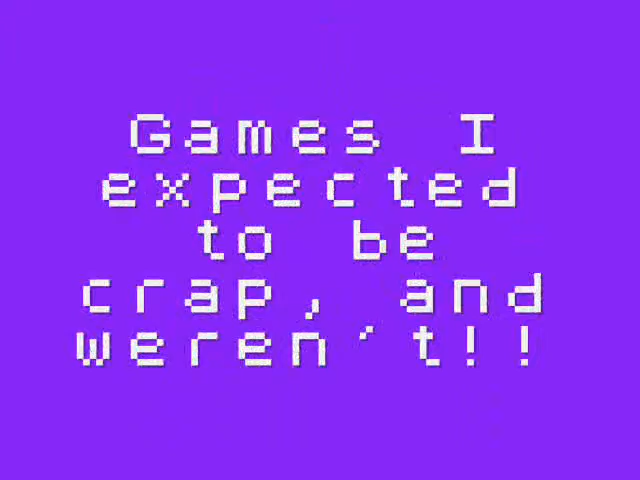 Games I
expected
to be
crap, and
weren't!!